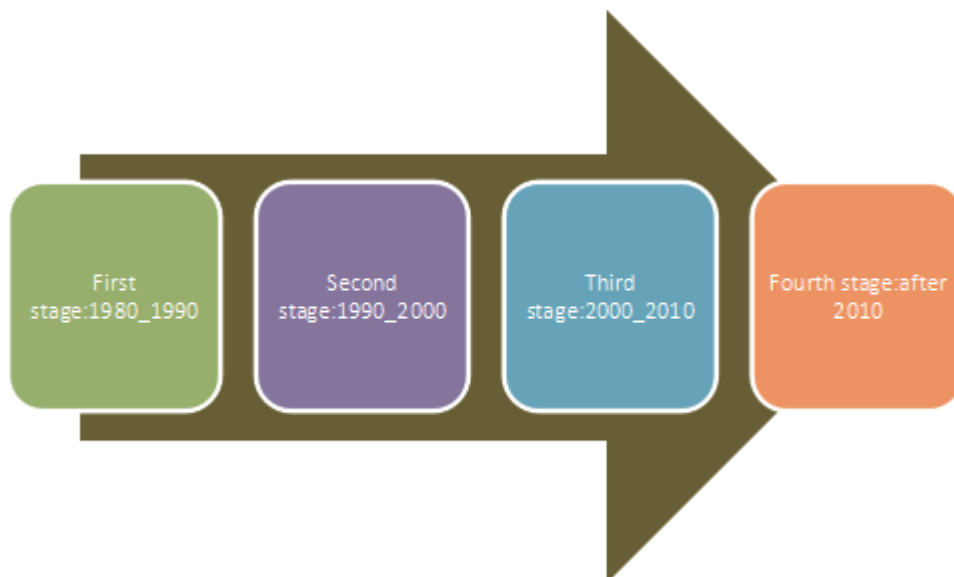 First
stage:1980_1990
Second
stage:1990_2000
Third
stage:2000_2010
Fourth stage:after
2010